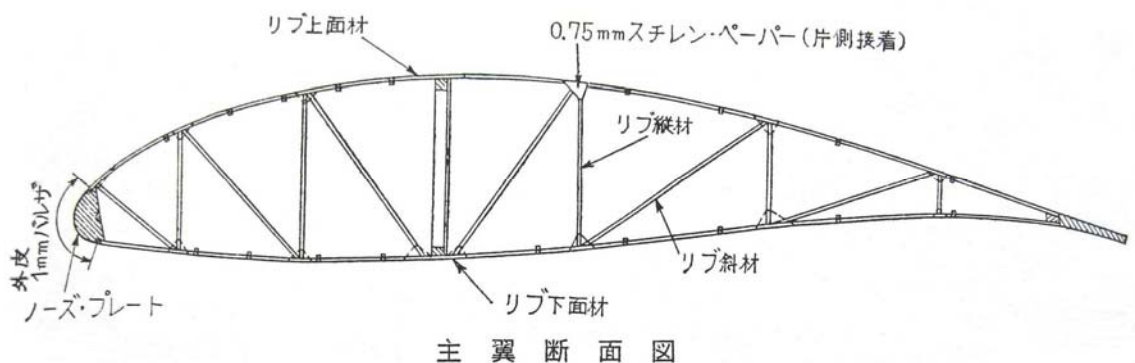 リブ上面材
0.75mmスチレン・ペーパー(片側接着)
リブ縦材
外皮
1mmバルサ
リブ斜材
ノーズ・プレート
リブ下面材
主翼断面図